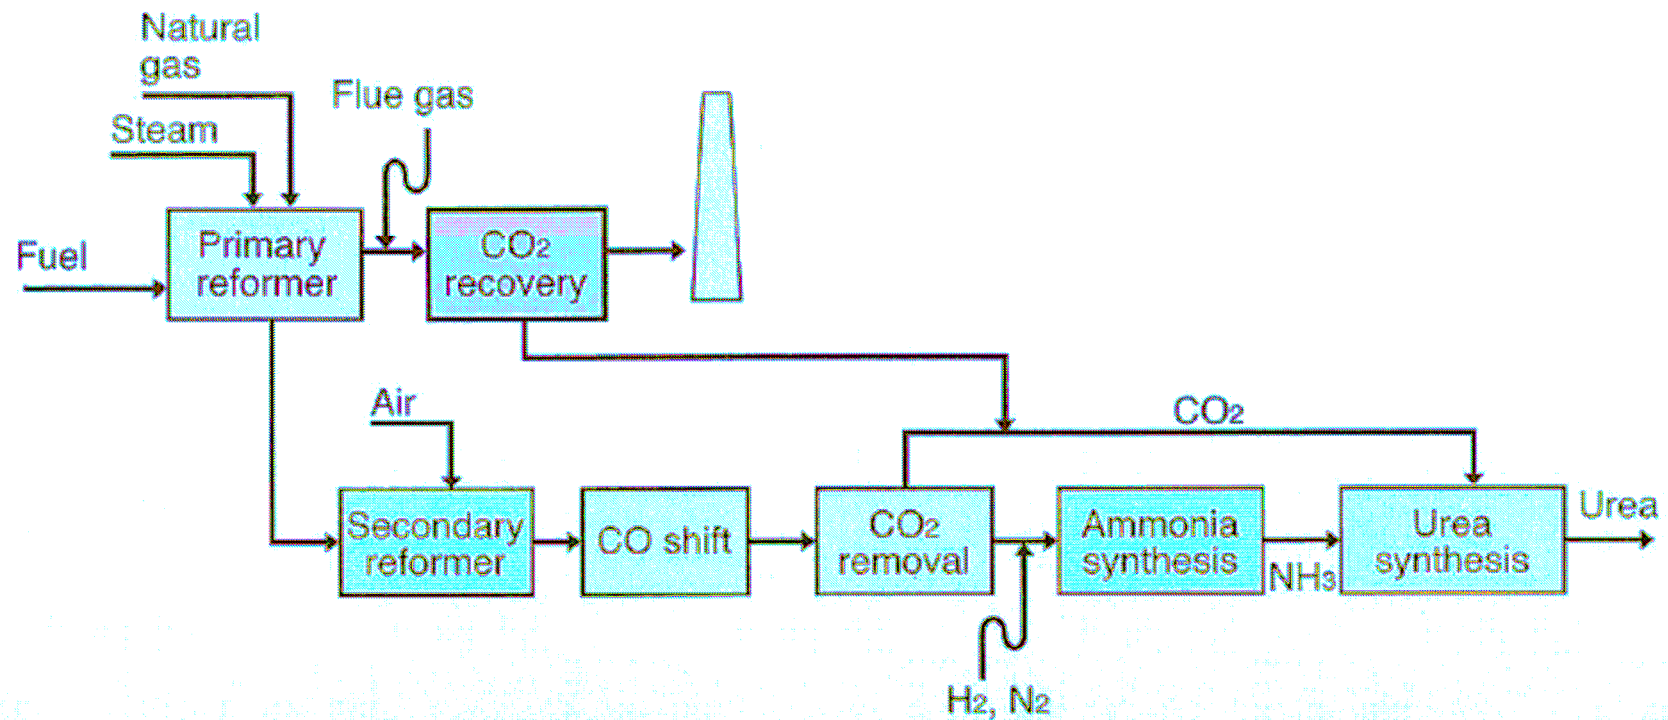 Natural
gas
Flue gas
Steam
Fuel
Primary
reformer
CO2
recovery
Air
CO2
Secondary
reformer
CO shift
CO2
removal
Ammonia
synthesis
NH3
Urea
synthesis
Urea
H2, N2